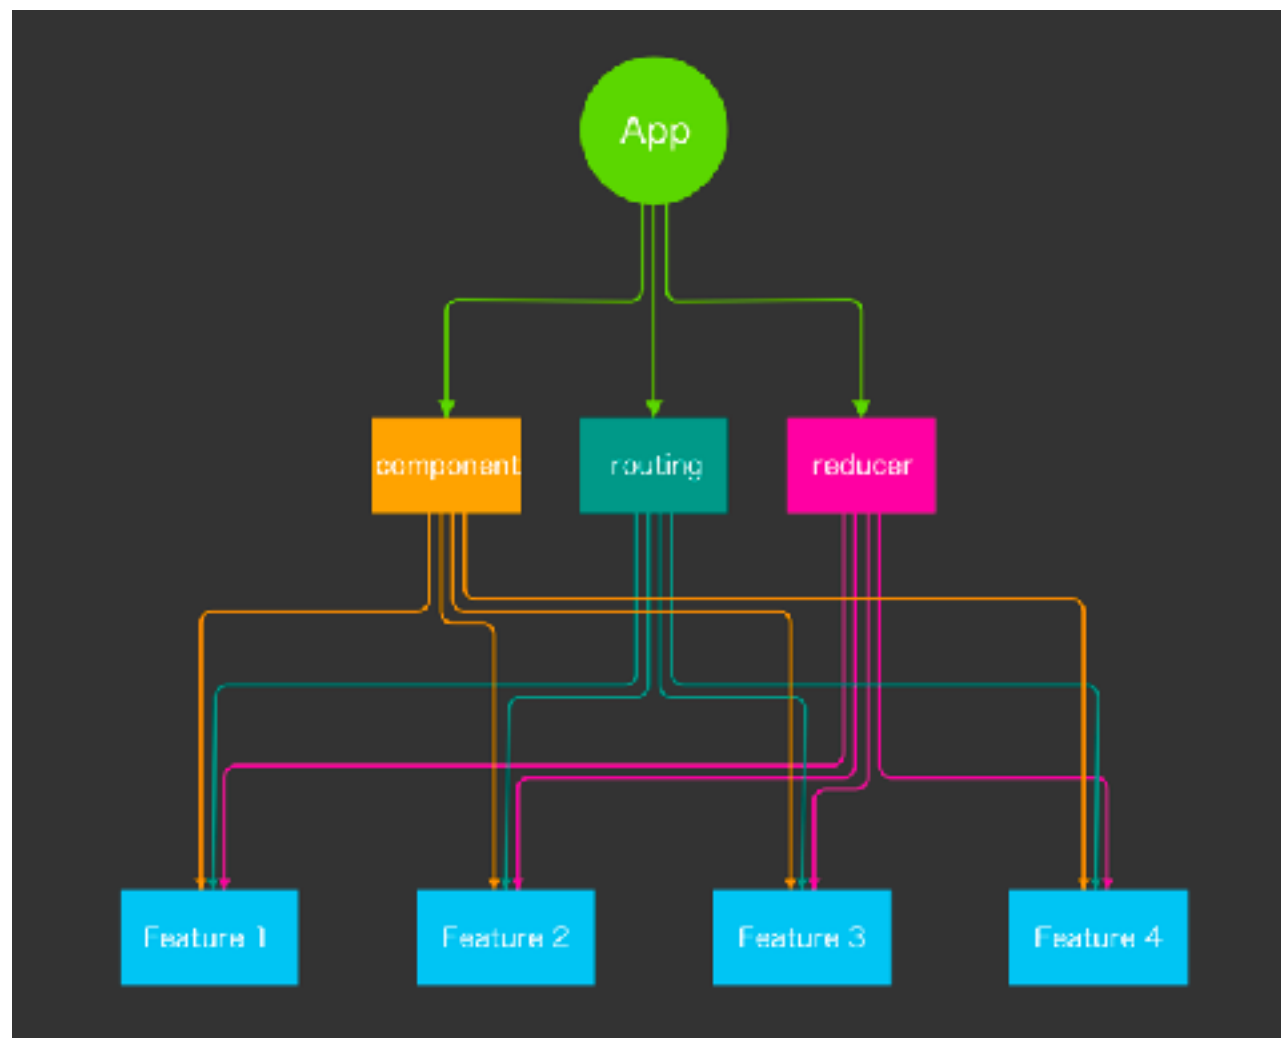 App
component
routing
reducer
Feature 1
Feature 2
Feature 3
Feature 4